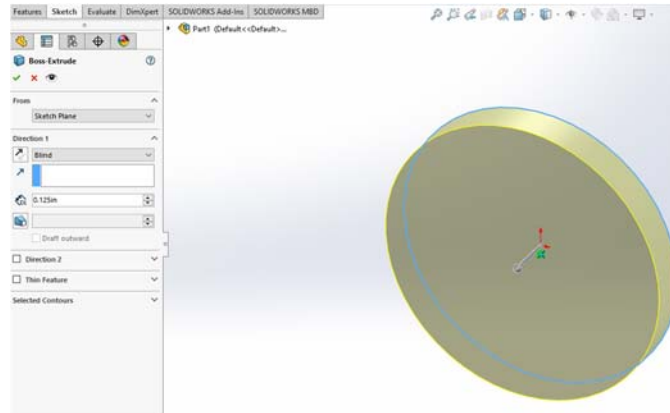 Features Sketch Evaluate DimXpert SOLIDWORKS Add-Ins SOLIDWORKS MBD
Part1 (Default<<Default>...
Boss-Extrude
From
Sketch Plane
Direction 1
Blind
0.125in
Draft outward
Direction 2
Thin Feature
Selected Contours